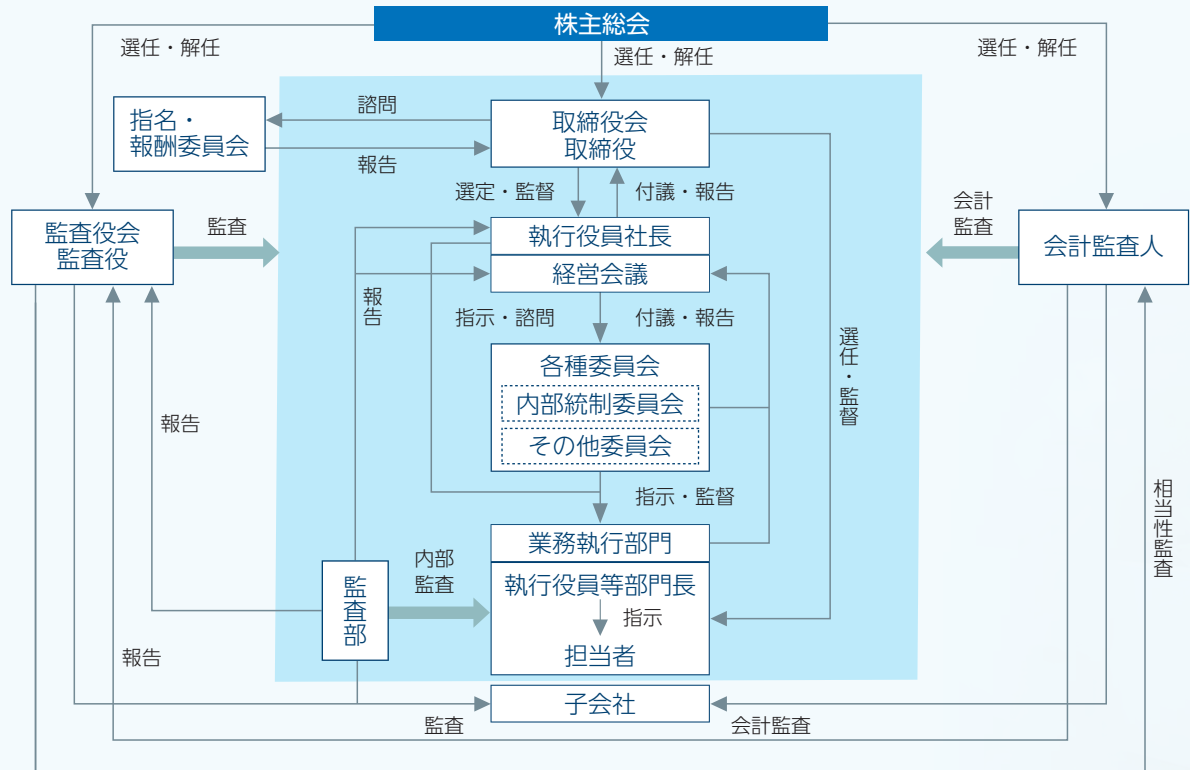 株主総会
選任・解任
選任・解任
選任・解任
諮問
指名・
報酬委員会
取締役会
取締役
報告
選定・監督
付議・報告
監査役会
監査役
監査
執行役員社長
経営会議
会計
監査
会計監査人
報告
指示・諮問
付議・報告
選任・監督
各種委員会
内部統制委員会
その他委員会
報告
指示・監督
相当性監査
業務執行部門
内部
監査
監査部
執行役員等部門長
指示
担当者
報告
子会社
監査
会計監査